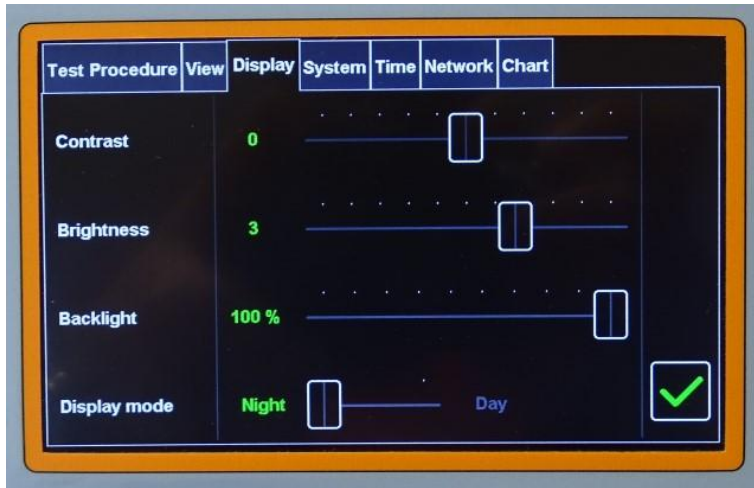 Test Procedure View Display System Time Network Chart
Contrast 0
Brightness 3
Backlight 100 %
Display mode Night Day